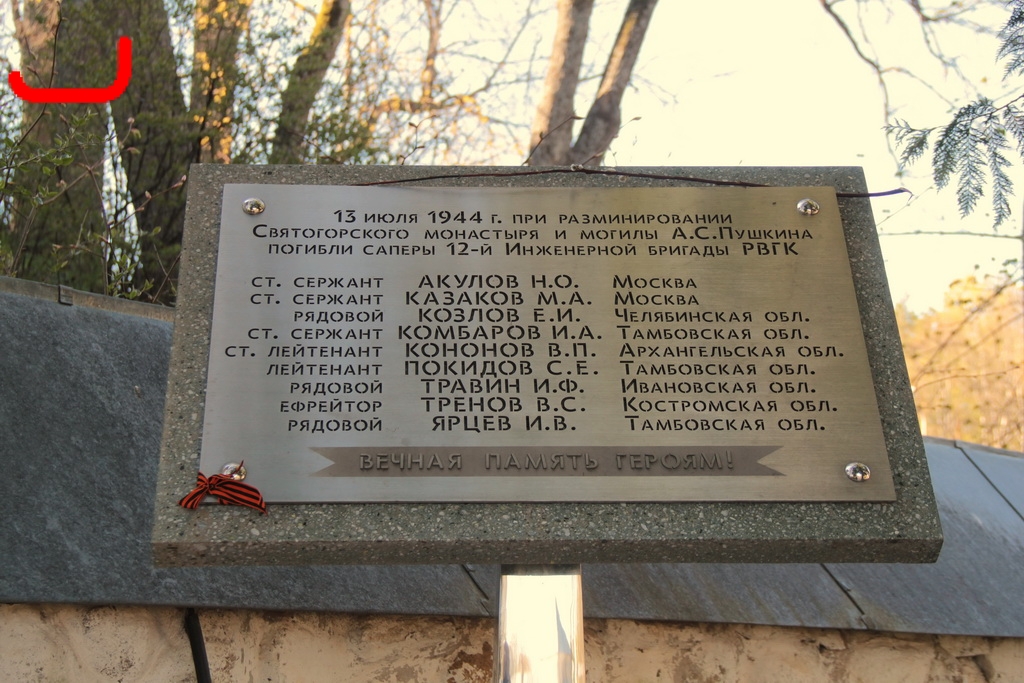 13 июля 1944 г. при разминировании
Святогорского монастыря и могилы А.С.Пушкина
погибли саперы 12-й Инженерной бригады РВГК
ст. сержант АКУЛОВ Н.О. Москва
ст. сержант КАЗАКОВ М.А. Москва
рядовой КОЗЛОВ Е.И. Челябинская обл.
ст. сержант КОМБАРОВ И.А. Тамбовская обл.
ст. лейтенант КОНОНОВ В.П. Архангельская обл.
лейтенант ПОКИДОВ С.Е. Тамбовская обл.
рядовой ТРАВИН И.Ф. Ивановская обл.
ефрейтор ТРЕНОВ В.С. Костромская обл.
рядовой ЯРЦЕВ И.В. Тамбовская обл.
ВЕЧНАЯ ПАМЯТЬ ГЕРОЯМ!